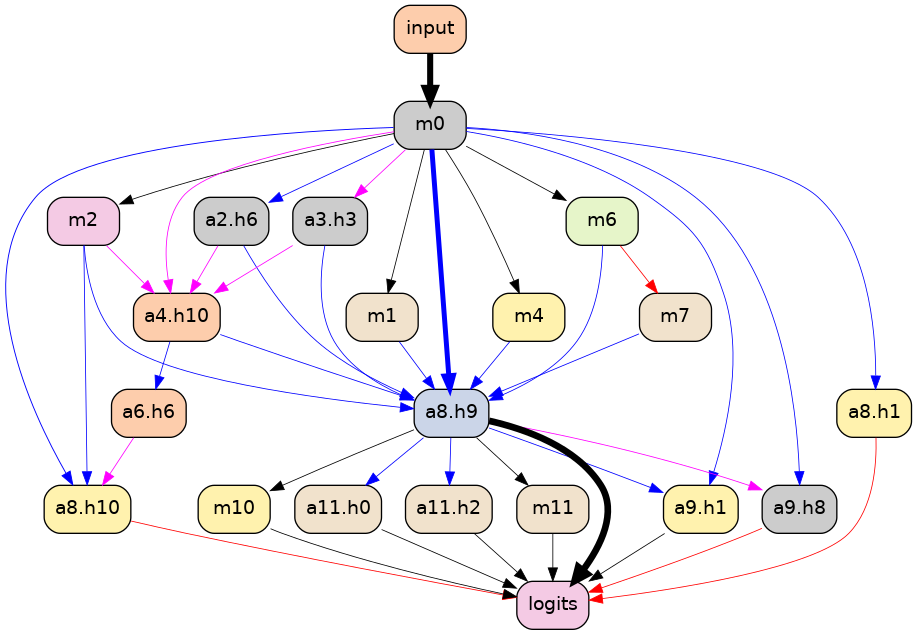 input
m0
m2
a2.h6
a3.h3
m6
a4.h10
m1
m4
m7
a6.h6
a8.h9
a8.h1
a8.h10
m10
a11.h0
a11.h2
m11
a9.h1
a9.h8
logits